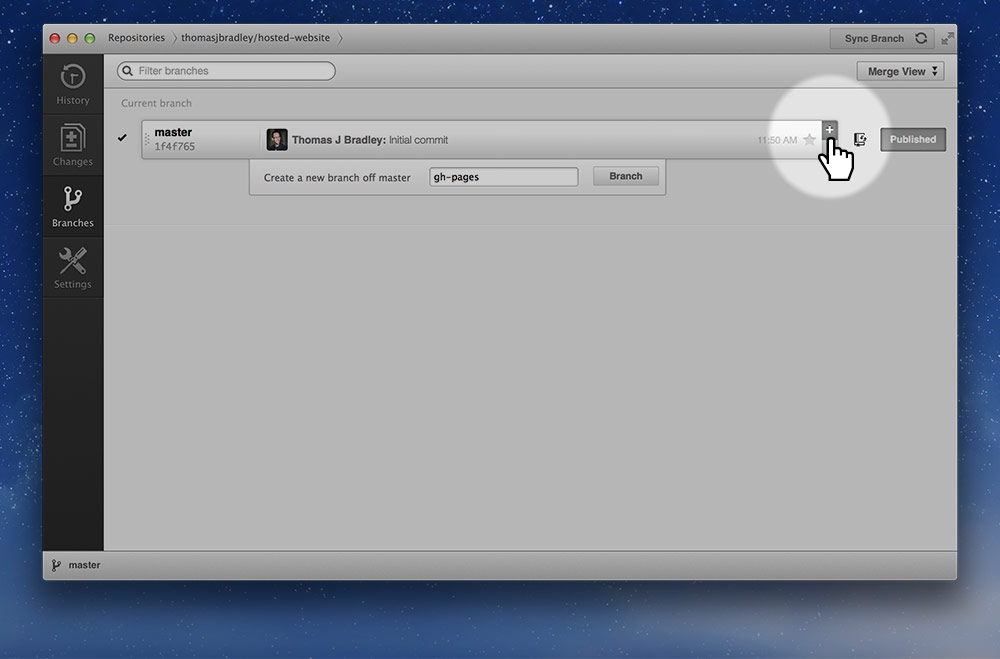 Repositories thomasjbradley/hosted-website
Sync Branch
History
Changes
Branches
Settings
Filter branches
Merge View
Current branch
master
1f4f765
Thomas J Bradley: Initial commit
11:50 AM
Published
Create a new branch off master
gh-pages
Branch
master